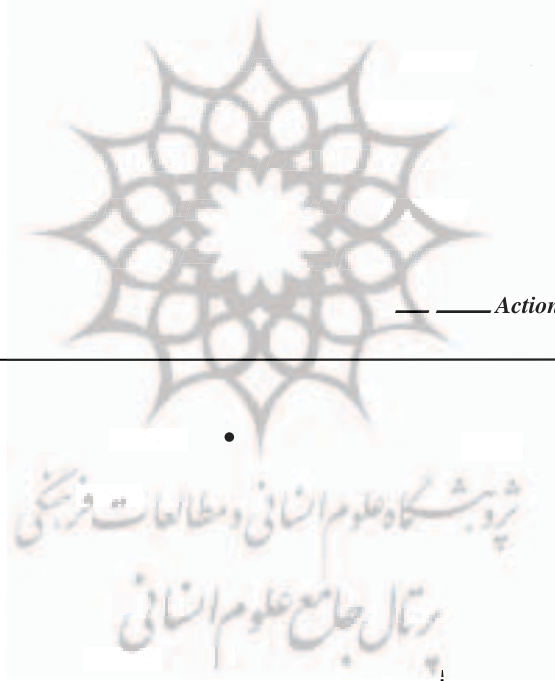 Action
پژوهشگاه علوم انسانی و مطالعات فرهنگی
پرتال جامع علوم انسانی